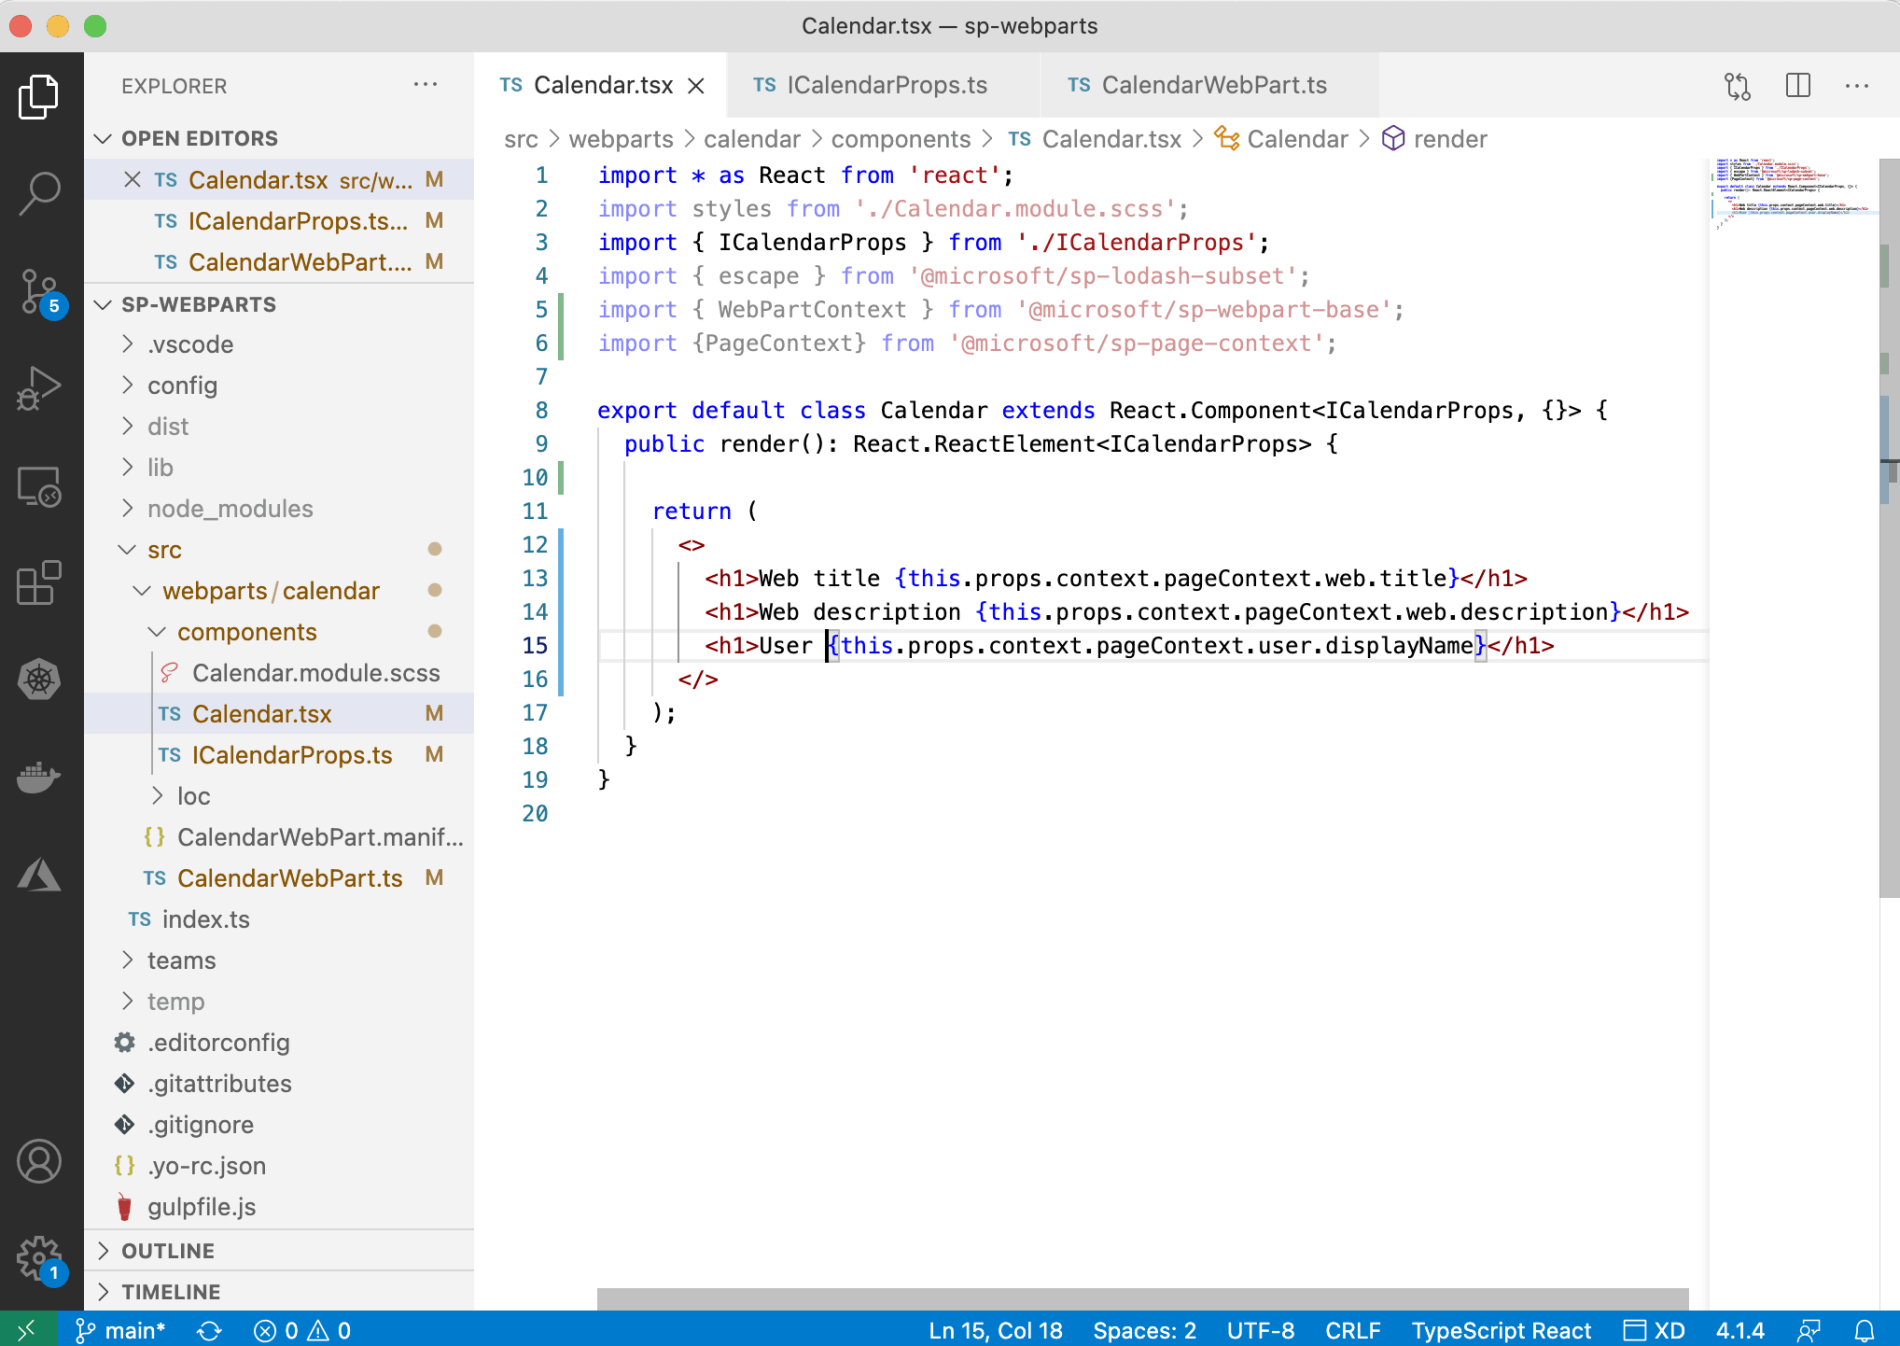 Calendar.tsx — sp-webparts
EXPLORER
OPEN EDITORS
TS Calendar.tsx src/w... M
TS ICalendarProps.ts... M
TS CalendarWebPart.... M
SP-WEBPARTS
.vscode
config
dist
lib
node_modules
src
webparts / calendar
components
Calendar.module.scss
TS Calendar.tsx M
TS ICalendarProps.ts M
loc
{} CalendarWebPart.manif...
TS CalendarWebPart.ts M
TS index.ts
teams
temp
.editorconfig
.gitattributes
.gitignore
{} .yo-rc.json
gulpfile.js
OUTLINE
TIMELINE
5
1
TS Calendar.tsx
TS ICalendarProps.ts
TS CalendarWebPart.ts
src > webparts > calendar > components > TS Calendar.tsx > Calendar > render
1 import * as React from 'react';
2 import styles from './Calendar.module.scss';
3 import { ICalendarProps } from './ICalendarProps';
4 import { escape } from '@microsoft/sp-lodash-subset';
5 import { WebPartContext } from '@microsoft/sp-webpart-base';
6 import {PageContext} from '@microsoft/sp-page-context';
7
8 export default class Calendar extends React.Component<ICalendarProps, {}> {
9 public render(): React.ReactElement<ICalendarProps> {
10
11 return (
12 <>
13 <h1>Web title {this.props.context.pageContext.web.title}</h1>
14 <h1>Web description {this.props.context.pageContext.web.description}</h1>
15 <h1>User {this.props.context.pageContext.user.displayName}</h1>
16 </>
17 );
18 }
19 }
20
main* 0 0 Ln 15, Col 18 Spaces: 2 UTF-8 CRLF TypeScript React XD 4.1.4